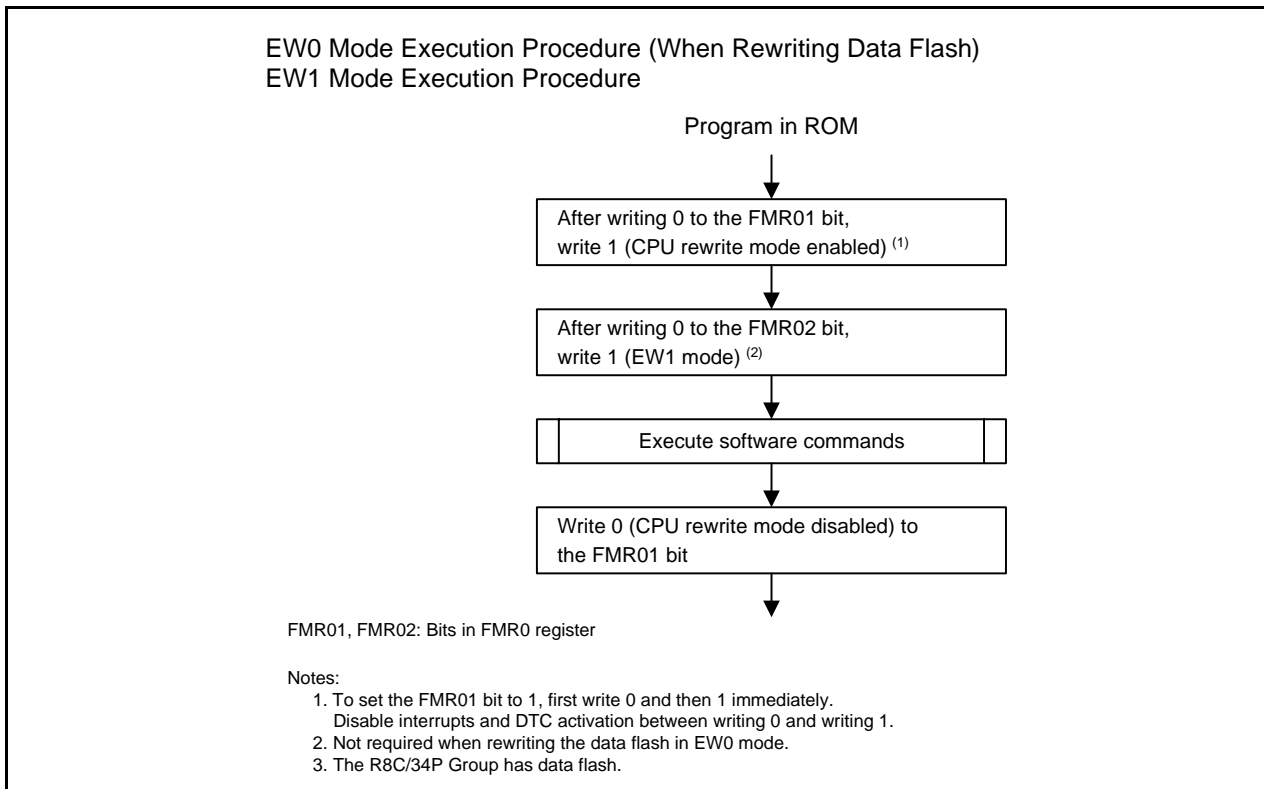 EW0 Mode Execution Procedure (When Rewriting Data Flash)
EW1 Mode Execution Procedure
Program in ROM
After writing 0 to the FMR01 bit,
write 1 (CPU rewrite mode enabled) (1)
After writing 0 to the FMR02 bit,
write 1 (EW1 mode) (2)
Execute software commands
Write 0 (CPU rewrite mode disabled) to
the FMR01 bit
FMR01, FMR02: Bits in FMR0 register
Notes:
1. To set the FMR01 bit to 1, first write 0 and then 1 immediately.
Disable interrupts and DTC activation between writing 0 and writing 1.
2. Not required when rewriting the data flash in EW0 mode.
3. The R8C/34P Group has data flash.